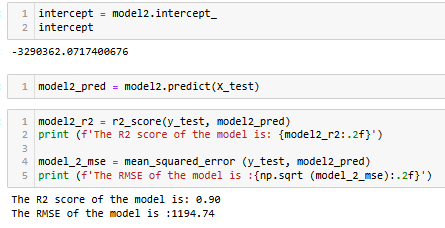 1 intercept = model2.intercept_
2 intercept
-3290362.0717400676
1 model2_pred = model2.predict(X_test)
1 model2_r2 = r2_score(y_test, model2_pred)
2 print (f'The R2 score of the model is: {model2_r2:.2f}')
3
4 model_2_mse = mean_squared_error (y_test, model2_pred)
5 print (f'The RMSE of the model is :{np.sqrt (model_2_mse):.2f}')
The R2 score of the model is: 0.90
The RMSE of the model is :1194.74